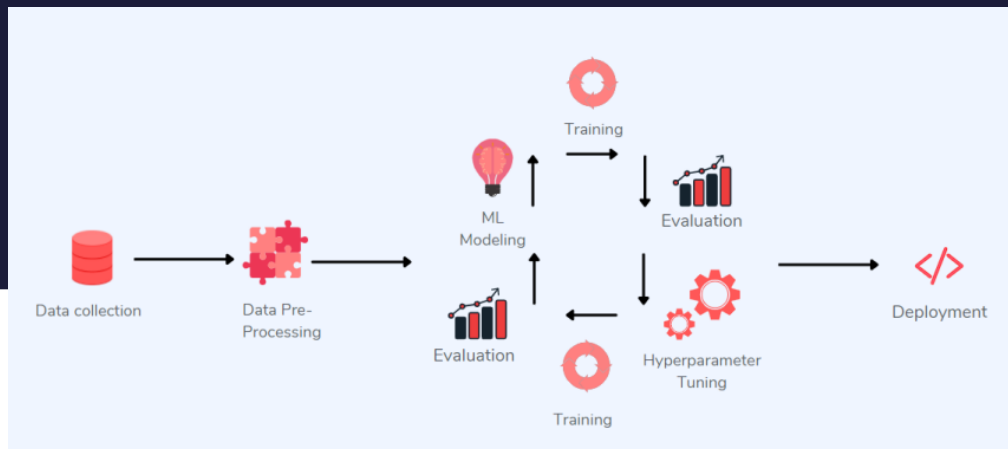 Data collection
Data Pre-
Processing
ML
Modeling
Training
Evaluation
Hyperparameter
Tuning
Training
Evaluation
</>
Deployment